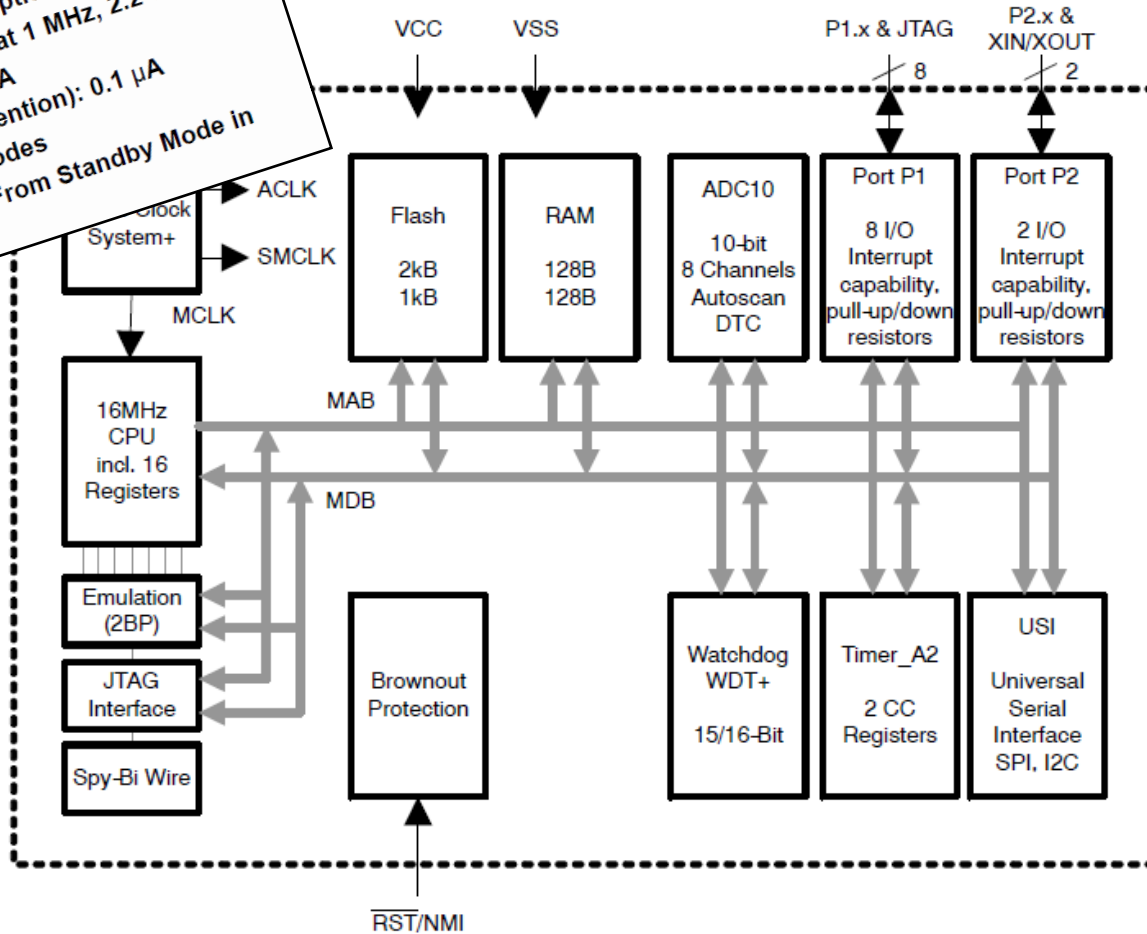 at 1 MHz, 2.2
A
ention): 0.1 µA
odes
From Standby Mode in
VCC
VSS
P1.x & JTAG
8
P2.x &
XIN/XOUT
2
Clock
System+
ACLK
SMCLK
MCLK
Flash
2kB
1kB
RAM
128B
128B
ADC10
10-bit
8 Channels
Autoscan
DTC
Port P1
8 I/O
Interrupt
capability,
pull-up/down
resistors
Port P2
2 I/O
Interrupt
capability,
pull-up/down
resistors
16MHz
CPU
incl. 16
Registers
MAB
MDB
Emulation
(2BP)
JTAG
Interface
Spy-Bi Wire
Brownout
Protection
Watchdog
WDT+
15/16-Bit
Timer_A2
2 CC
Registers
USI
Universal
Serial
Interface
SPI, I2C
RST/NMI